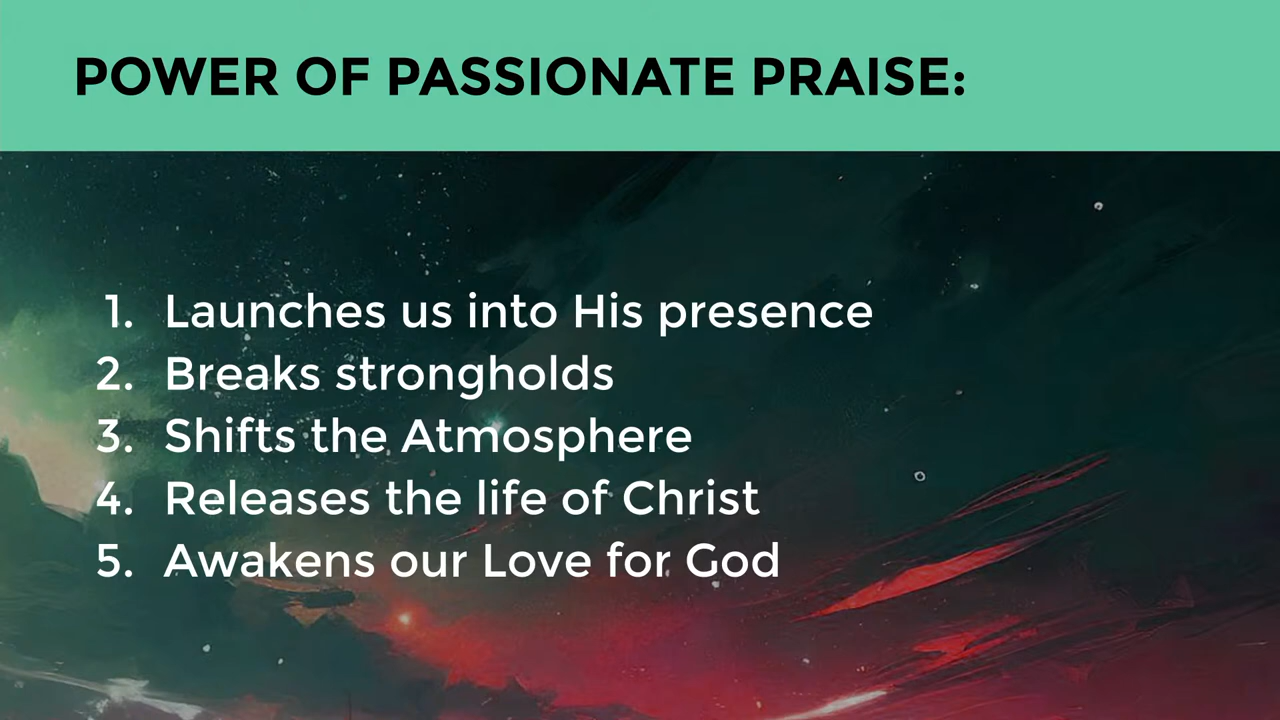 POWER OF PASSIONATE PRAISE:
1. Launches us into His presence
2. Breaks strongholds
3. Shifts the Atmosphere
4. Releases the life of Christ
5. Awakens our Love for God